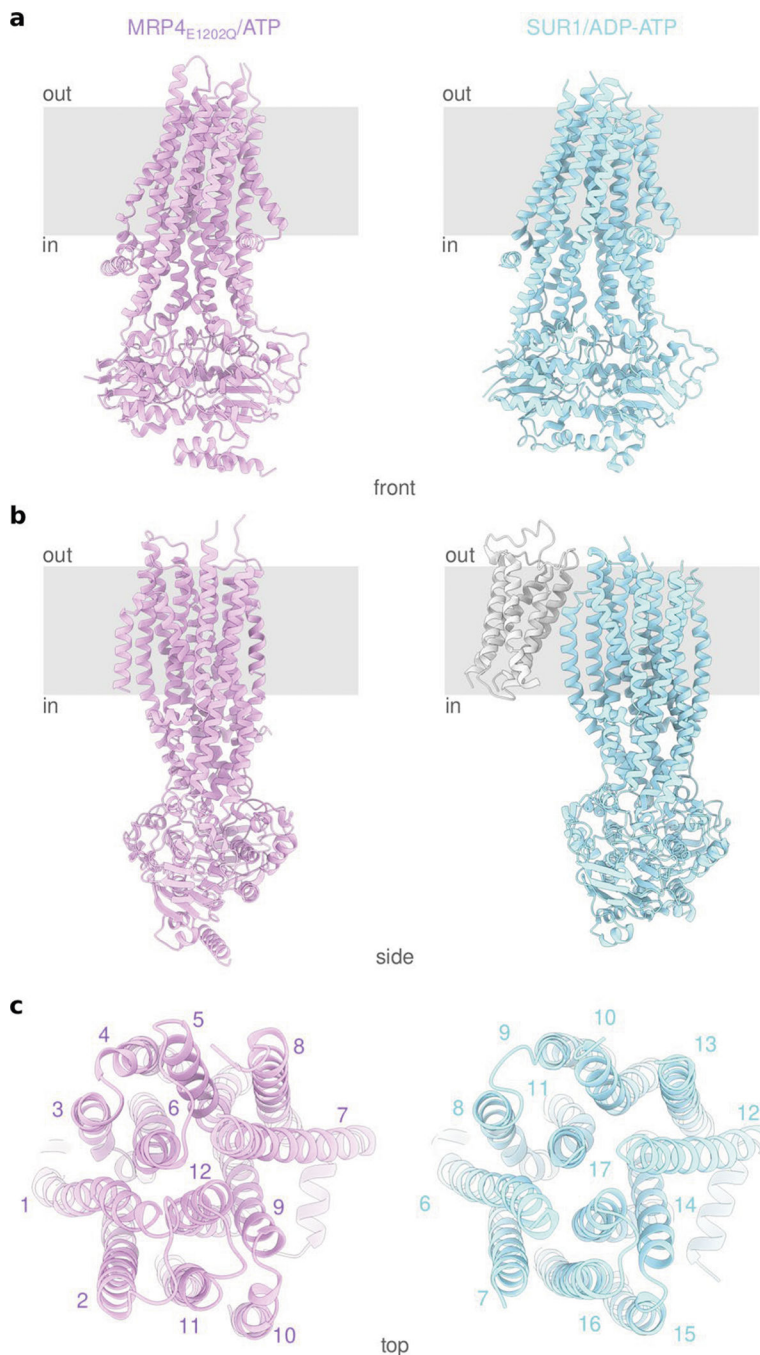 a
MRP4E1202Q/ATP SUR1/ADP-ATP
out out
in in
front
b
out out
in in
side
c
5 9 10
4 8 13
3 6 7 8 11 12
12 17
1 9 6 14
2 7
11 10 16 15
top